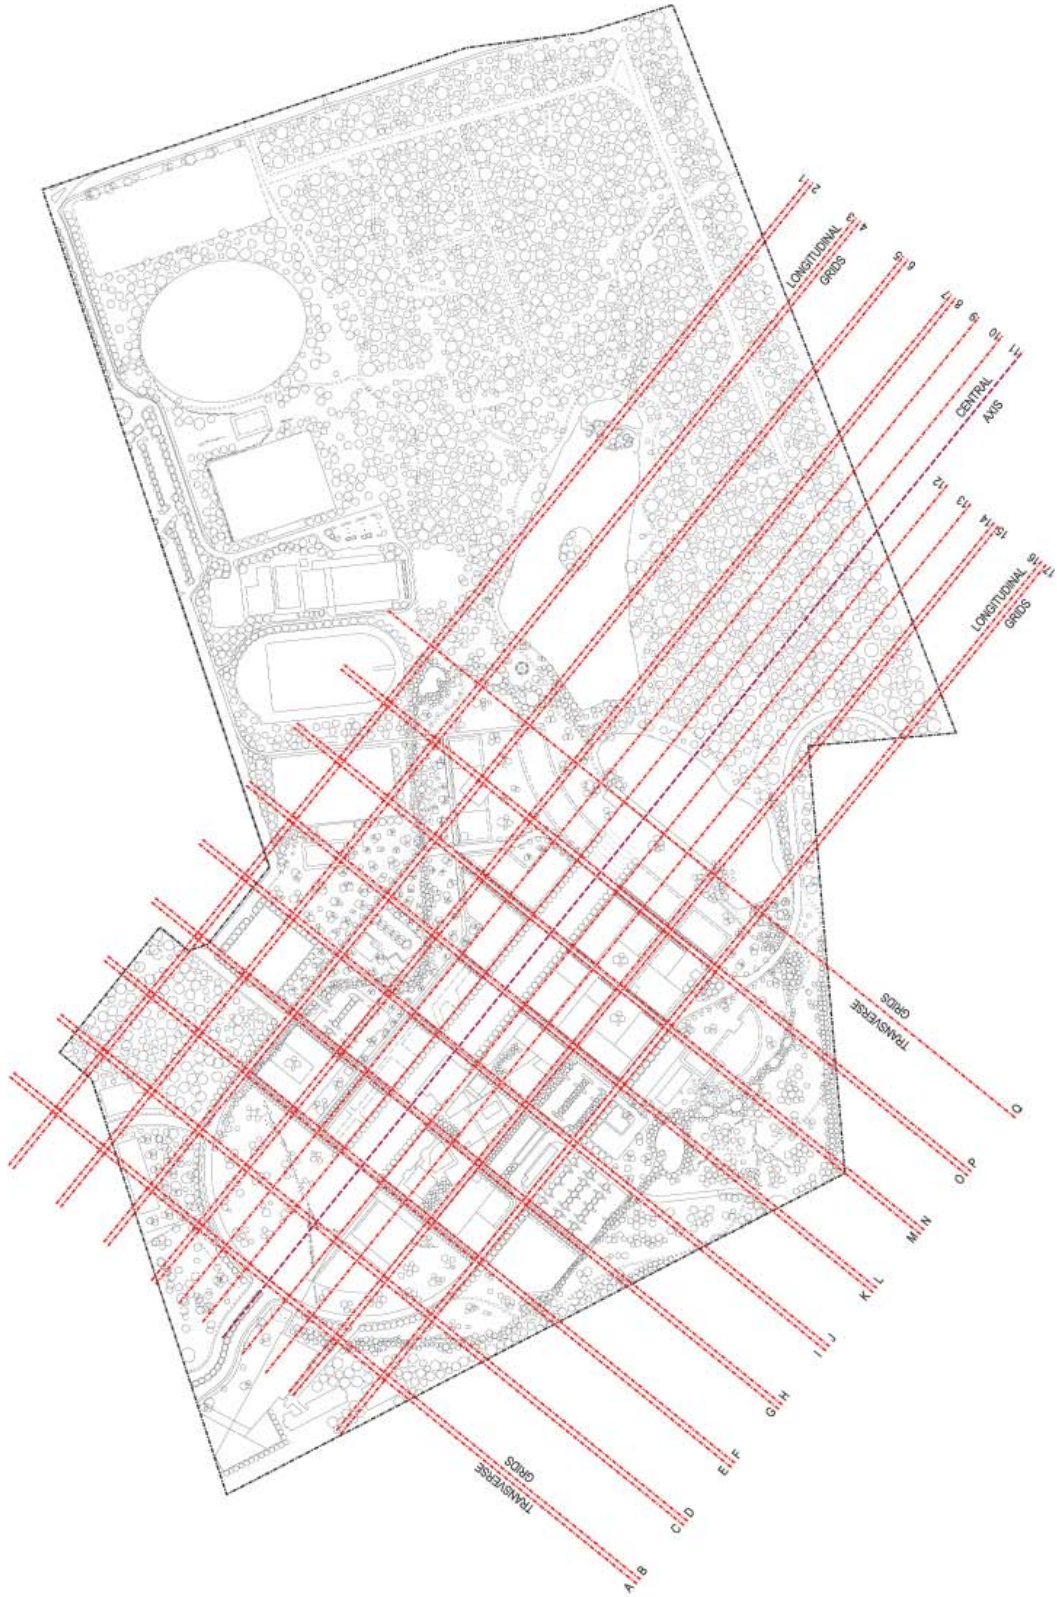 1
2
LONGITUDINAL
GRIDS
3
4
5
6
7
8
9
10
11
CENTRAL
AXIS
12
13
14
15
16
17
LONGITUDINAL
GRIDS
TRANSVERSE
GRIDS
Q
P
O
N
M
L
K
J
I
H
G
F
E
D
C
B
A
TRANSVERSE
GRIDS